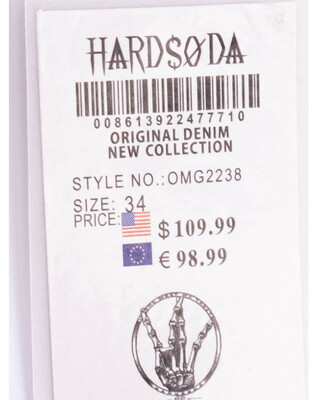 HARDSØDA
008613922477710
ORIGINAL DENIM
NEW COLLECTION
STYLE NO.:OMG2238
SIZE: 34
PRICE: $109.99
€98.99